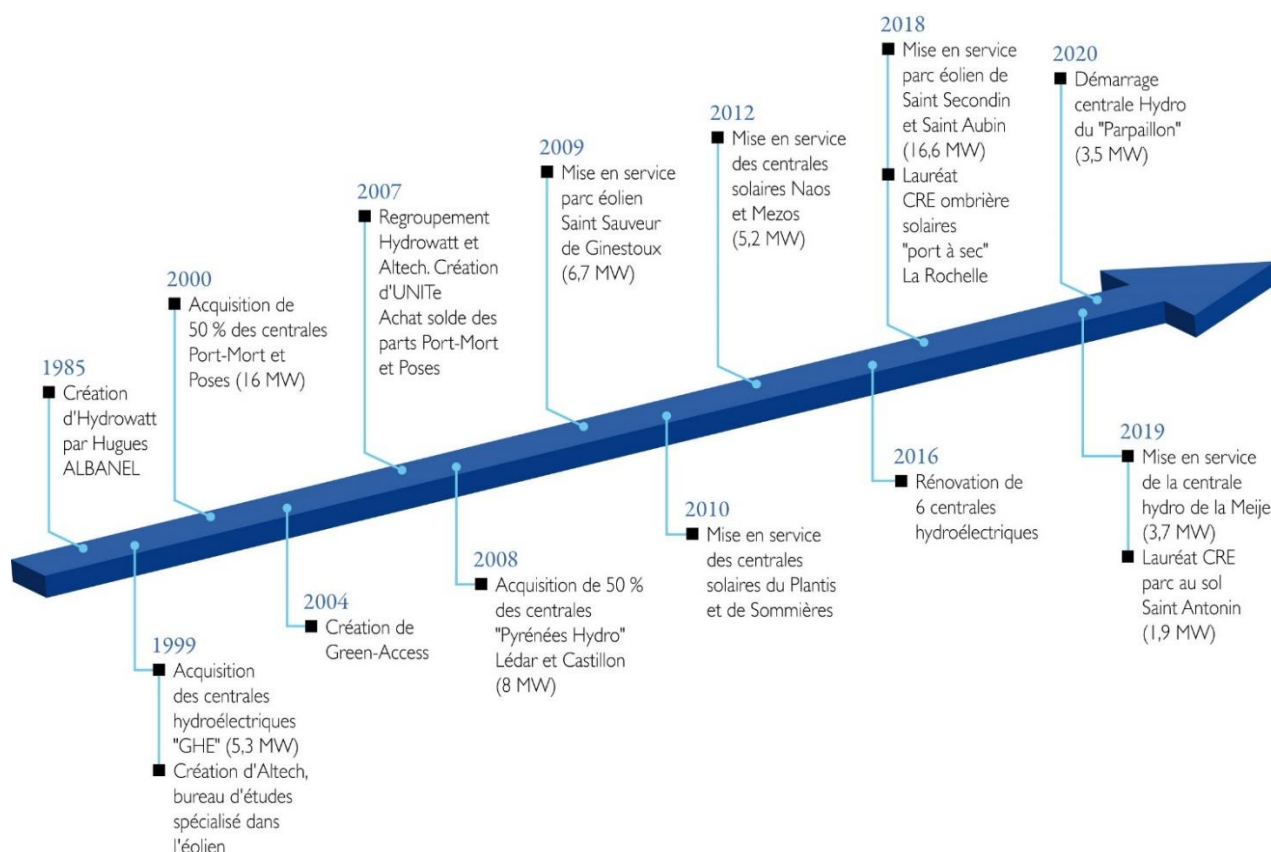 1985
Création
d'Hydrowatt
par Hugues
ALBANEL
1999
Acquisition
des centrales
hydroélectriques
"GHE" (5,3 MW)
Création d'Altech,
bureau d'études
spécialisé dans
l'éolien
2000
Acquisition de
50 % des centrales
Port-Mort et
Poses (16 MW)
2004
Création de
Green-Access
2007
Regroupement
Hydrowatt et
Altech. Création
d'UNITe
Achat solde des
parts Port-Mort
et Poses
2008
Acquisition de 50 %
des centrales
"Pyrénées Hydro"
Lédar et Castillon
(8 MW)
2009
Mise en service
parc éolien
Saint Sauveur
de Ginestoux
(6,7 MW)
2010
Mise en service
des centrales
solaires du Plantis
et de Sommières
2012
Mise en service
des centrales
solaires Naos
et Mezos
(5,2 MW)
2016
Rénovation de
6 centrales
hydroélectriques
2018
Mise en service
parc éolien de
Saint Secondin
et Saint Aubin
(16,6 MW)
Lauréat
CRE ombrière
solaires
"port à sec"
La Rochelle
2019
Mise en service
de la centrale
hydro de la Meije
(3,7 MW)
Lauréat CRE
parc au sol
Saint Antonin
(1,9 MW)
2020
Démarrage
centrale Hydro
du "Parpaillon"
(3,5 MW)